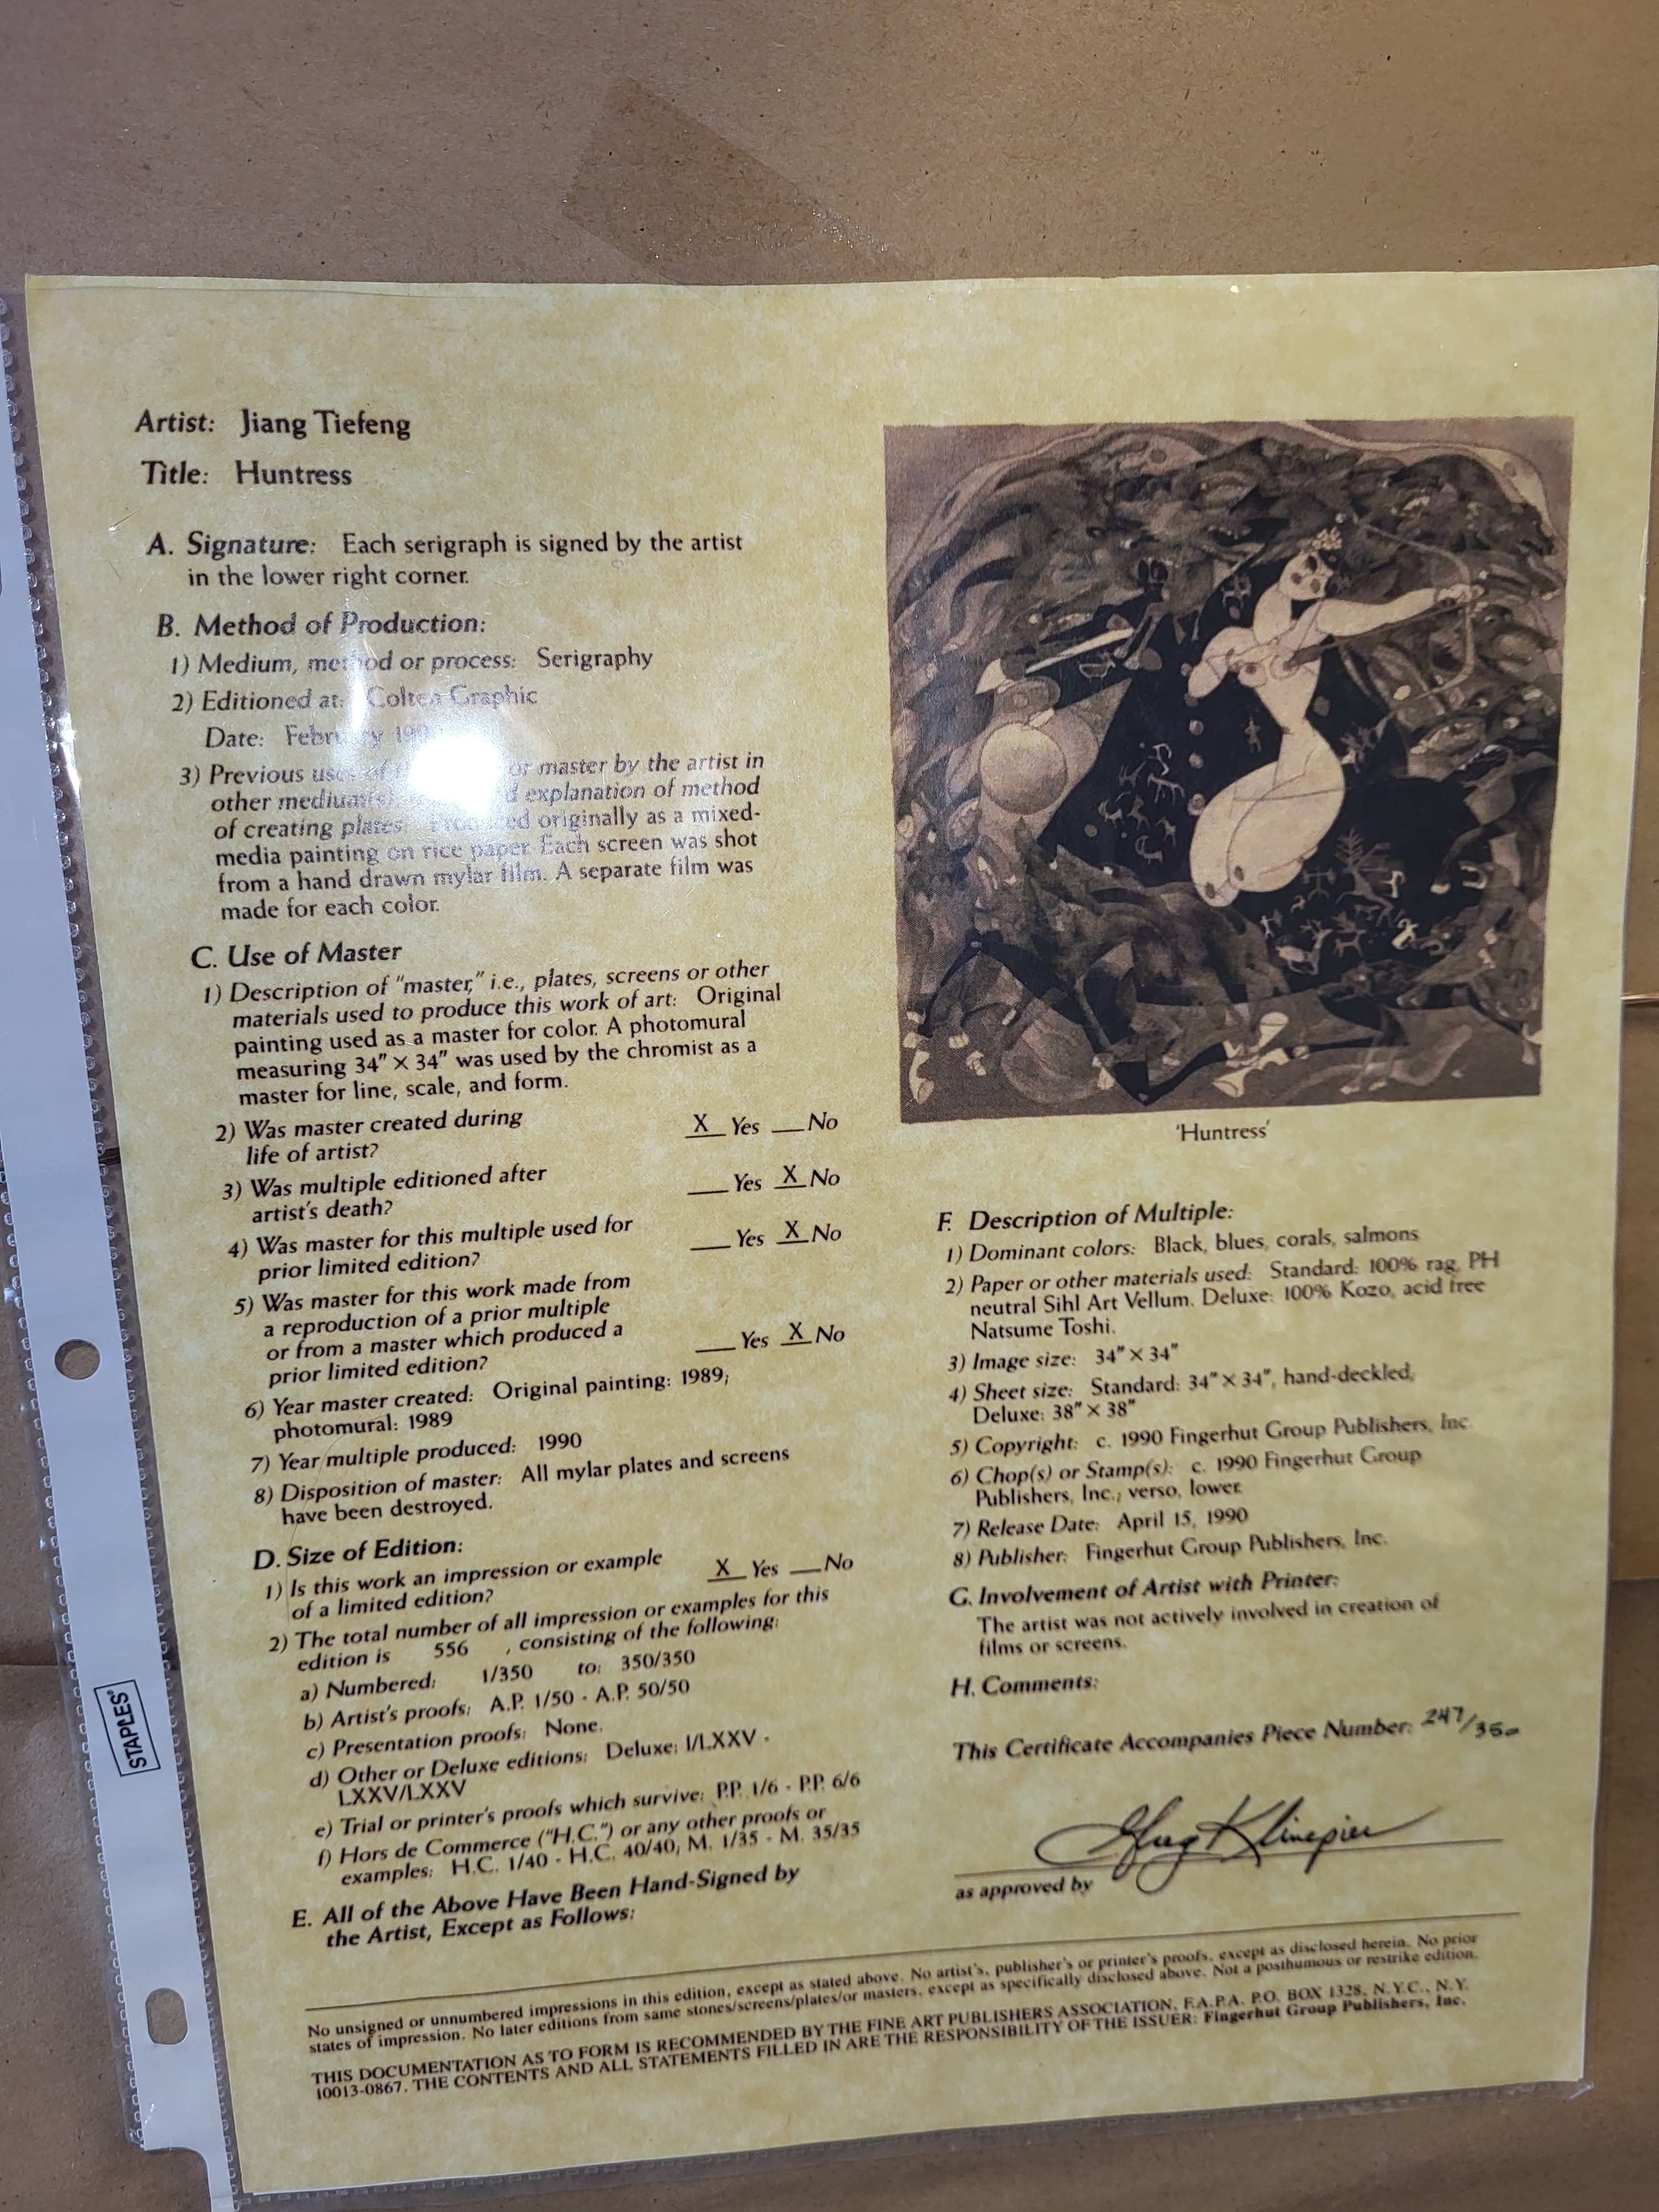 Artist: Jiang Tiefeng
Title: Huntress
A. Signature: Each serigraph is signed by the artist
in the lower right corner.
B. Method of Production:
1) Medium, method or process: Serigraphy
2) Editioned at: Graphic
Date: February
3) Previous or master by the artist in
other explanation of method
of creating plates: Produced originally as a mixed-
media painting on rice paper. Each screen was shot
from a hand drawn mylar film. A separate film was
made for each color.
C. Use of Master
1) Description of "master," i.e., plates, screens or other
materials used to produce this work of art: Original
painting used as a master for color. A photomural
measuring 34" X 34" was used by the chromist as a
master for line, scale, and form.
2) Was master created during
life of artist? X Yes __ No
3) Was multiple editioned after
artist's death? __ Yes X No
4) Was master for this multiple used for
prior limited edition? __ Yes X No
5) Was master for this work made from
a reproduction of a prior multiple
or from a master which produced a
prior limited edition? __ Yes X No
6) Year master created: Original painting: 1989;
photomural: 1989
7) Year multiple produced: 1990
8) Disposition of master: All mylar plates and screens
have been destroyed.
D. Size of Edition:
1) Is this work an impression or example
of a limited edition? X Yes __ No
2) The total number of all impression or examples for this
edition is 556 , consisting of the following:
a) Numbered: 1/350 to: 350/350
b) Artist's proofs: A.P. 1/50 - A.P. 50/50
c) Presentation proofs: None.
d) Other or Deluxe editions: Deluxe: I/LXXV -
LXXV/LXXV
e) Trial or printer's proofs which survive: P.P. 1/6 - P.P. 6/6
f) Hors de Commerce ("H.C.") or any other proofs or
examples: H.C. 1/40 - H.C. 40/40; M. 1/35 - M. 35/35
E. All of the Above Have Been Hand-Signed by
the Artist, Except as Follows:
'Huntress'
F. Description of Multiple:
1) Dominant colors: Black, blues, corals, salmons
2) Paper or other materials used: Standard: 100% rag, PH
neutral Sihl Art Vellum. Deluxe: 100% Kozo, acid free
Natsume Toshi.
3) Image size: 34" X 34"
4) Sheet size: Standard: 34" X 34", hand-deckled,
Deluxe: 38" X 38"
5) Copyright: c. 1990 Fingerhut Group Publishers, Inc.
6) Chop(s) or Stamp(s): c. 1990 Fingerhut Group
Publishers, Inc.; verso, lower.
7) Release Date: April 15, 1990
8) Publisher: Fingerhut Group Publishers, Inc.
G. Involvement of Artist with Printer:
The artist was not actively involved in creation of
films or screens.
H. Comments:
This Certificate Accompanies Piece Number: 247/350
as approved by
No unsigned or unnumbered impressions in this edition, except as stated above. No artist's, publisher's or printer's proofs, except as disclosed herein. No prior
states of impression. No later editions from same stones/screens/plates/or masters, except as specifically disclosed above. Not a posthumous or restrike edition.
THIS DOCUMENTATION AS TO FORM IS RECOMMENDED BY THE FINE ART PUBLISHERS ASSOCIATION, F.A.P.A. P.O. BOX 1328, N.Y.C., N.Y.
10013-0867. THE CONTENTS AND ALL STATEMENTS FILLED IN ARE THE RESPONSIBILITY OF THE ISSUER: Fingerhut Group Publishers, Inc.
STAPLES